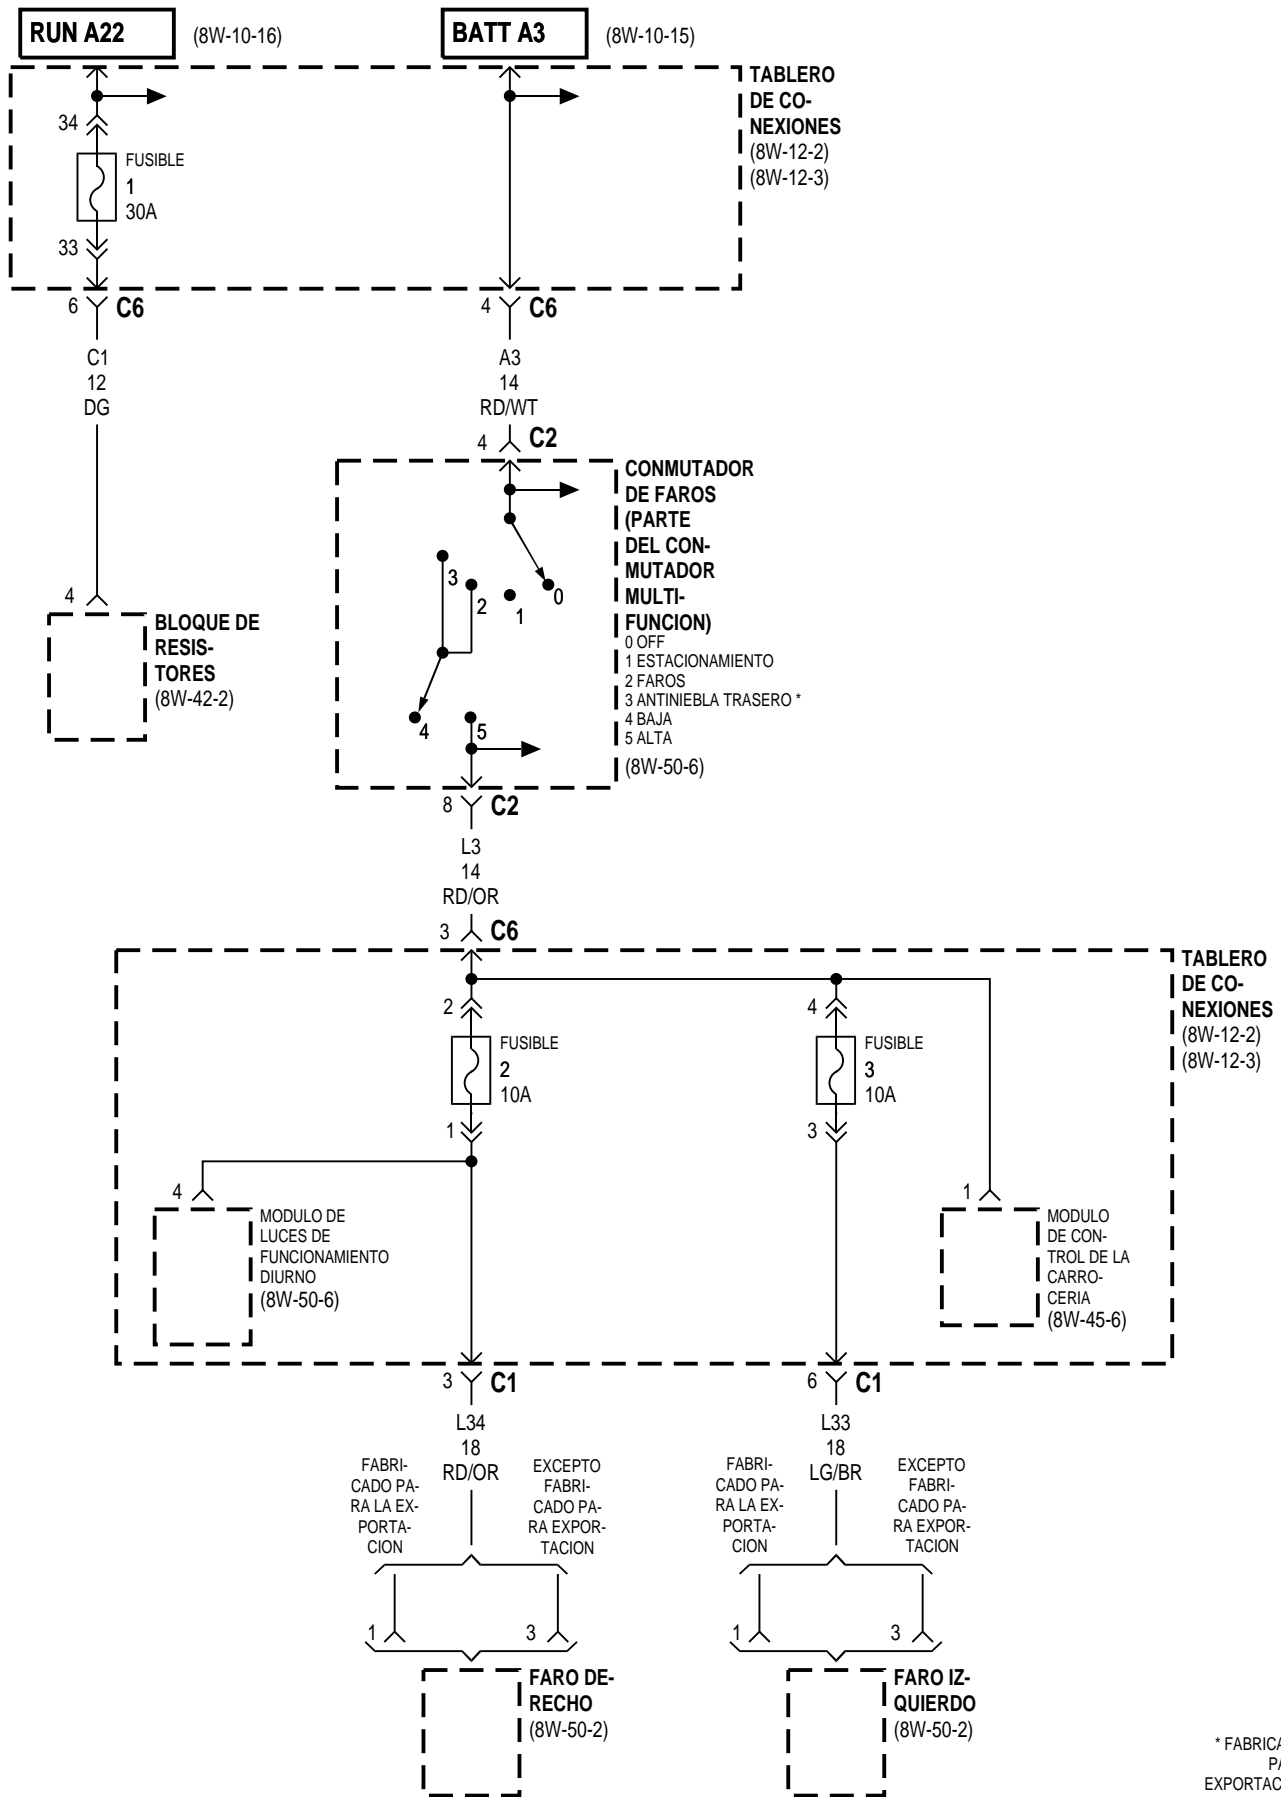 RUN A22
(8W-10-16)
BATT A3
(8W-10-15)
TABLERO
DE CO-
NEXIONES
(8W-12-2)
(8W-12-3)
34
FUSIBLE
1
30A
33
6
C6
4
C6
C1
12
DG
A3
14
RD/WT
4
C2
CONMUTADOR
DE FAROS
(PARTE
DEL CON-
MUTADOR
MULTI-
FUNCION)
0 OFF
1 ESTACIONAMIENTO
2 FAROS
3 ANTINIEBLA TRASERO *
4 BAJA
5 ALTA
(8W-50-6)
3
2
1
0
4
5
4
BLOQUE DE
RESIS-
TORES
(8W-42-2)
8
C2
L3
14
RD/OR
3
C6
TABLERO
DE CO-
NEXIONES
(8W-12-2)
(8W-12-3)
2
FUSIBLE
2
10A
1
4
FUSIBLE
3
10A
3
4
MODULO DE
LUCES DE
FUNCIONAMIENTO
DIURNO
(8W-50-6)
1
MODULO
DE CON-
TROL DE LA
CARRO-
CERIA
(8W-45-6)
3
C1
6
C1
L34
18
RD/OR
L33
18
LG/BR
FABRI-
CADO PA-
RA LA EX-
PORTA-
CION
EXCEPTO
FABRI-
CADO PA-
RA EXPOR-
TACION
FABRI-
CADO PA-
RA LA EX-
PORTA-
CION
EXCEPTO
FABRI-
CADO PA-
RA EXPOR-
TACION
1
3
1
3
FARO DE-
RECHO
(8W-50-2)
FARO IZ-
QUIERDO
(8W-50-2)
* FABRICA
PA
EXPORTAC